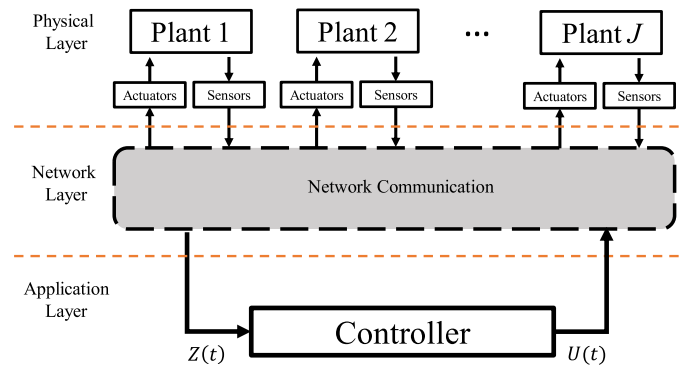 Physical
Layer
Plant 1
Plant 2
...
Plant J
Actuators
Sensors
Actuators
Sensors
Actuators
Sensors
Network
Layer
Network Communication
Application
Layer
Controller
Z(t)
U(t)